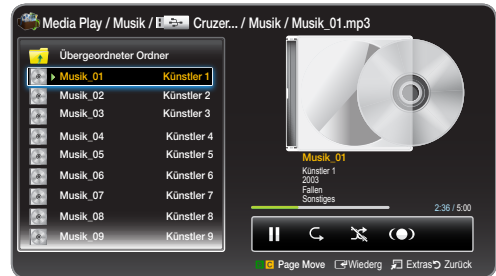 Media Play / Musik / Cruzer... / Musik / Musik_01.mp3
Übergeordneter Ordner
Musik_01 Künstler 1
Musik_02 Künstler 2
Musik_03 Künstler 3
Musik_04 Künstler 4
Musik_05 Künstler 5
Musik_06 Künstler 6
Musik_07 Künstler 7
Musik_08 Künstler 8
Musik_09 Künstler 9
Musik_01
Künstler 1
2003
Fallen
Sonstiges
2:36 / 5:00
C Page Move Wiederg Extras Zurück